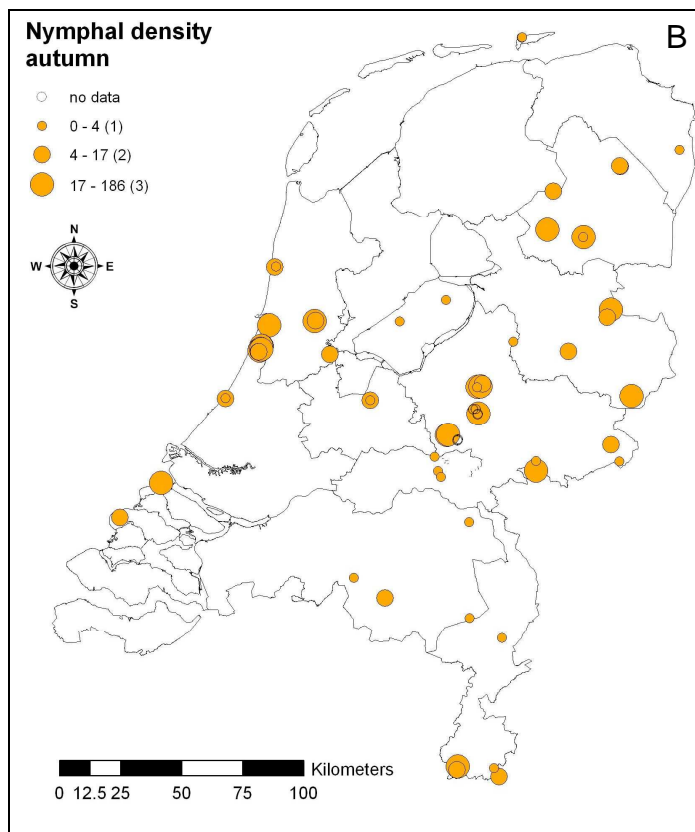 Nymphal density
autumn
B
no data
0 - 4 (1)
4 - 17 (2)
17 - 186 (3)
N
W E
S
Kilometers
0 12.5 25 50 75 100